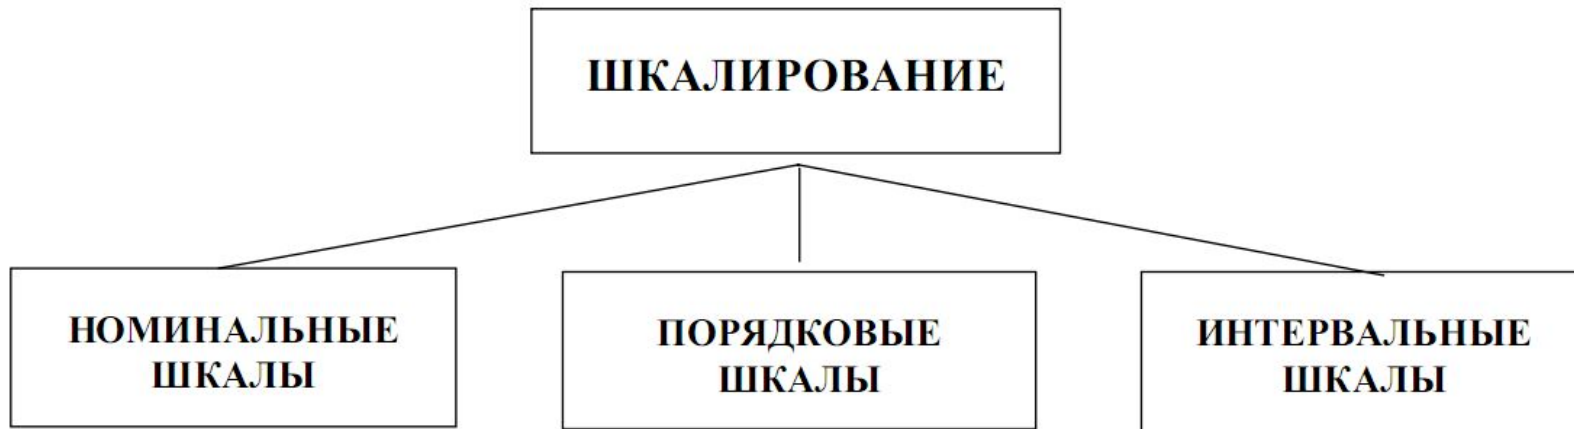 ШКАЛИРОВАНИЕ
НОМИНАЛЬНЫЕ
ШКАЛЫ
ПОРЯДКОВЫЕ
ШКАЛЫ
ИНТЕРВАЛЬНЫЕ
ШКАЛЫ